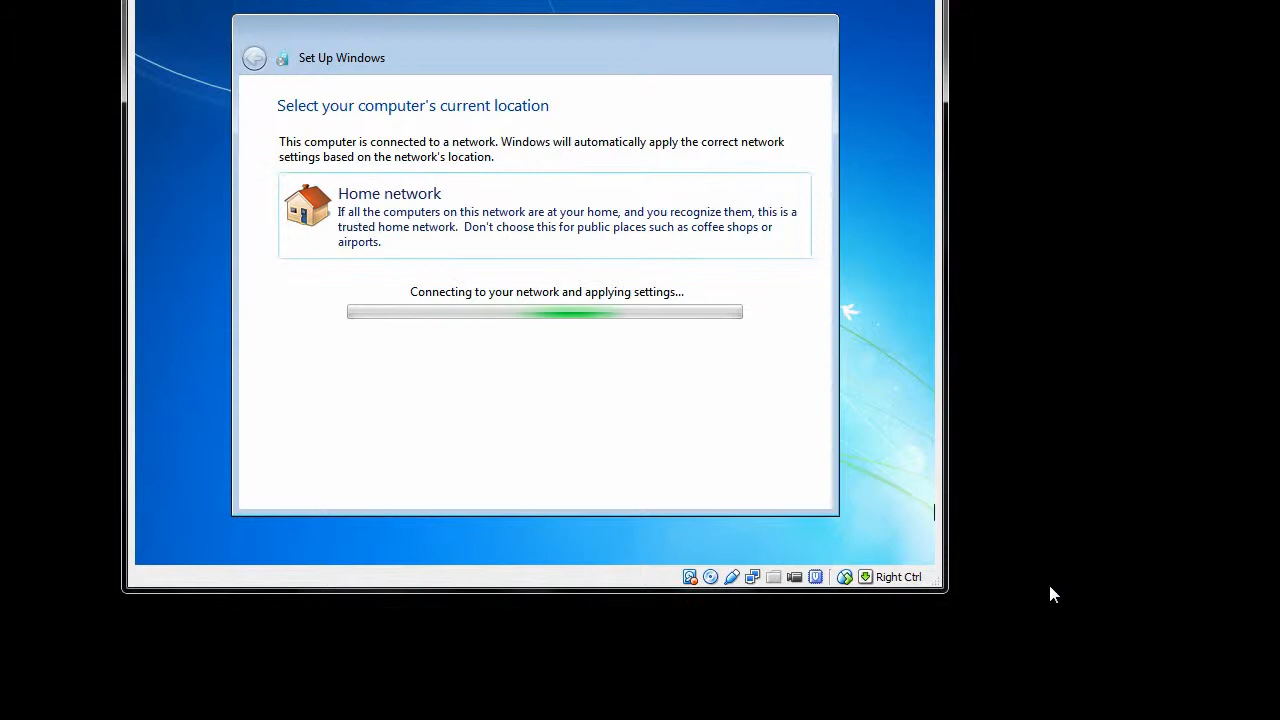 Set Up Windows
Select your computer's current location
This computer is connected to a network. Windows will automatically apply the correct network
settings based on the network's location.
Home network
If all the computers on this network are at your home, and you recognize them, this is a
trusted home network.  Don't choose this for public places such as coffee shops or
airports.
Connecting to your network and applying settings...
Right Ctrl